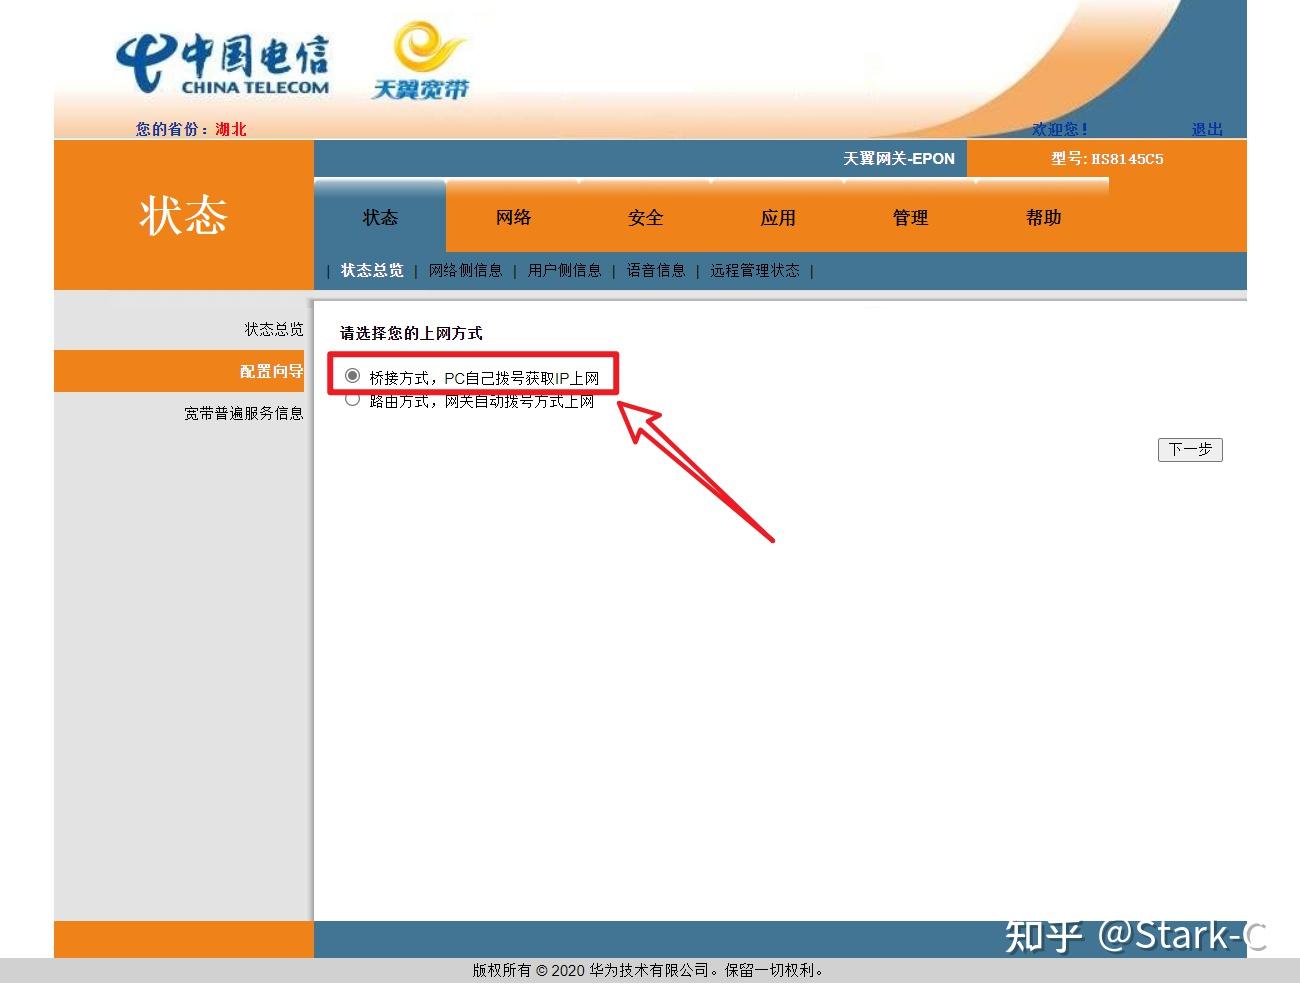 中国电信
CHINA TELECOM
天翼宽带
您的省份：湖北
欢迎您！
退出
天翼网关-EPON
型号: HS8145C5
状态
状态
网络
安全
应用
管理
帮助
| 状态总览 | 网络侧信息 | 用户侧信息 | 语音信息 | 远程管理状态 |
状态总览
配置向导
宽带普遍服务信息
请选择您的上网方式
桥接方式，PC自己拨号获取IP上网
路由方式，网关自动拨号方式上网
下一步
知乎 @Stark-C
版权所有 © 2020 华为技术有限公司。保留一切权利。